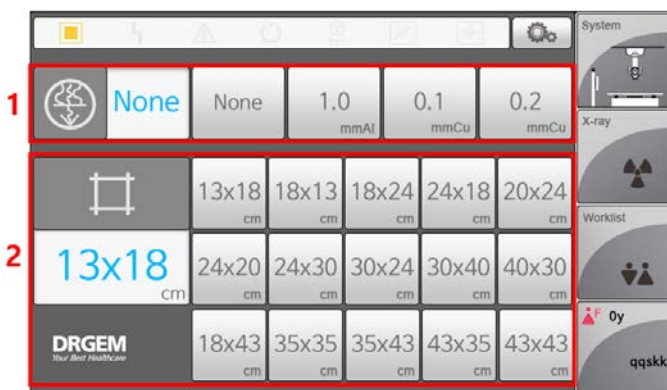 System
1
None
None
1.0 mmAl
0.1 mmCu
0.2 mmCu
X-ray
2
13x18 cm
18x13 cm
18x24 cm
24x18 cm
20x24 cm
Worklist
13x18 cm
24x20 cm
24x30 cm
30x24 cm
30x40 cm
40x30 cm
F 0y
DRGEM
Your Best Healthcare
18x43 cm
35x35 cm
35x43 cm
43x35 cm
43x43 cm
qqskk